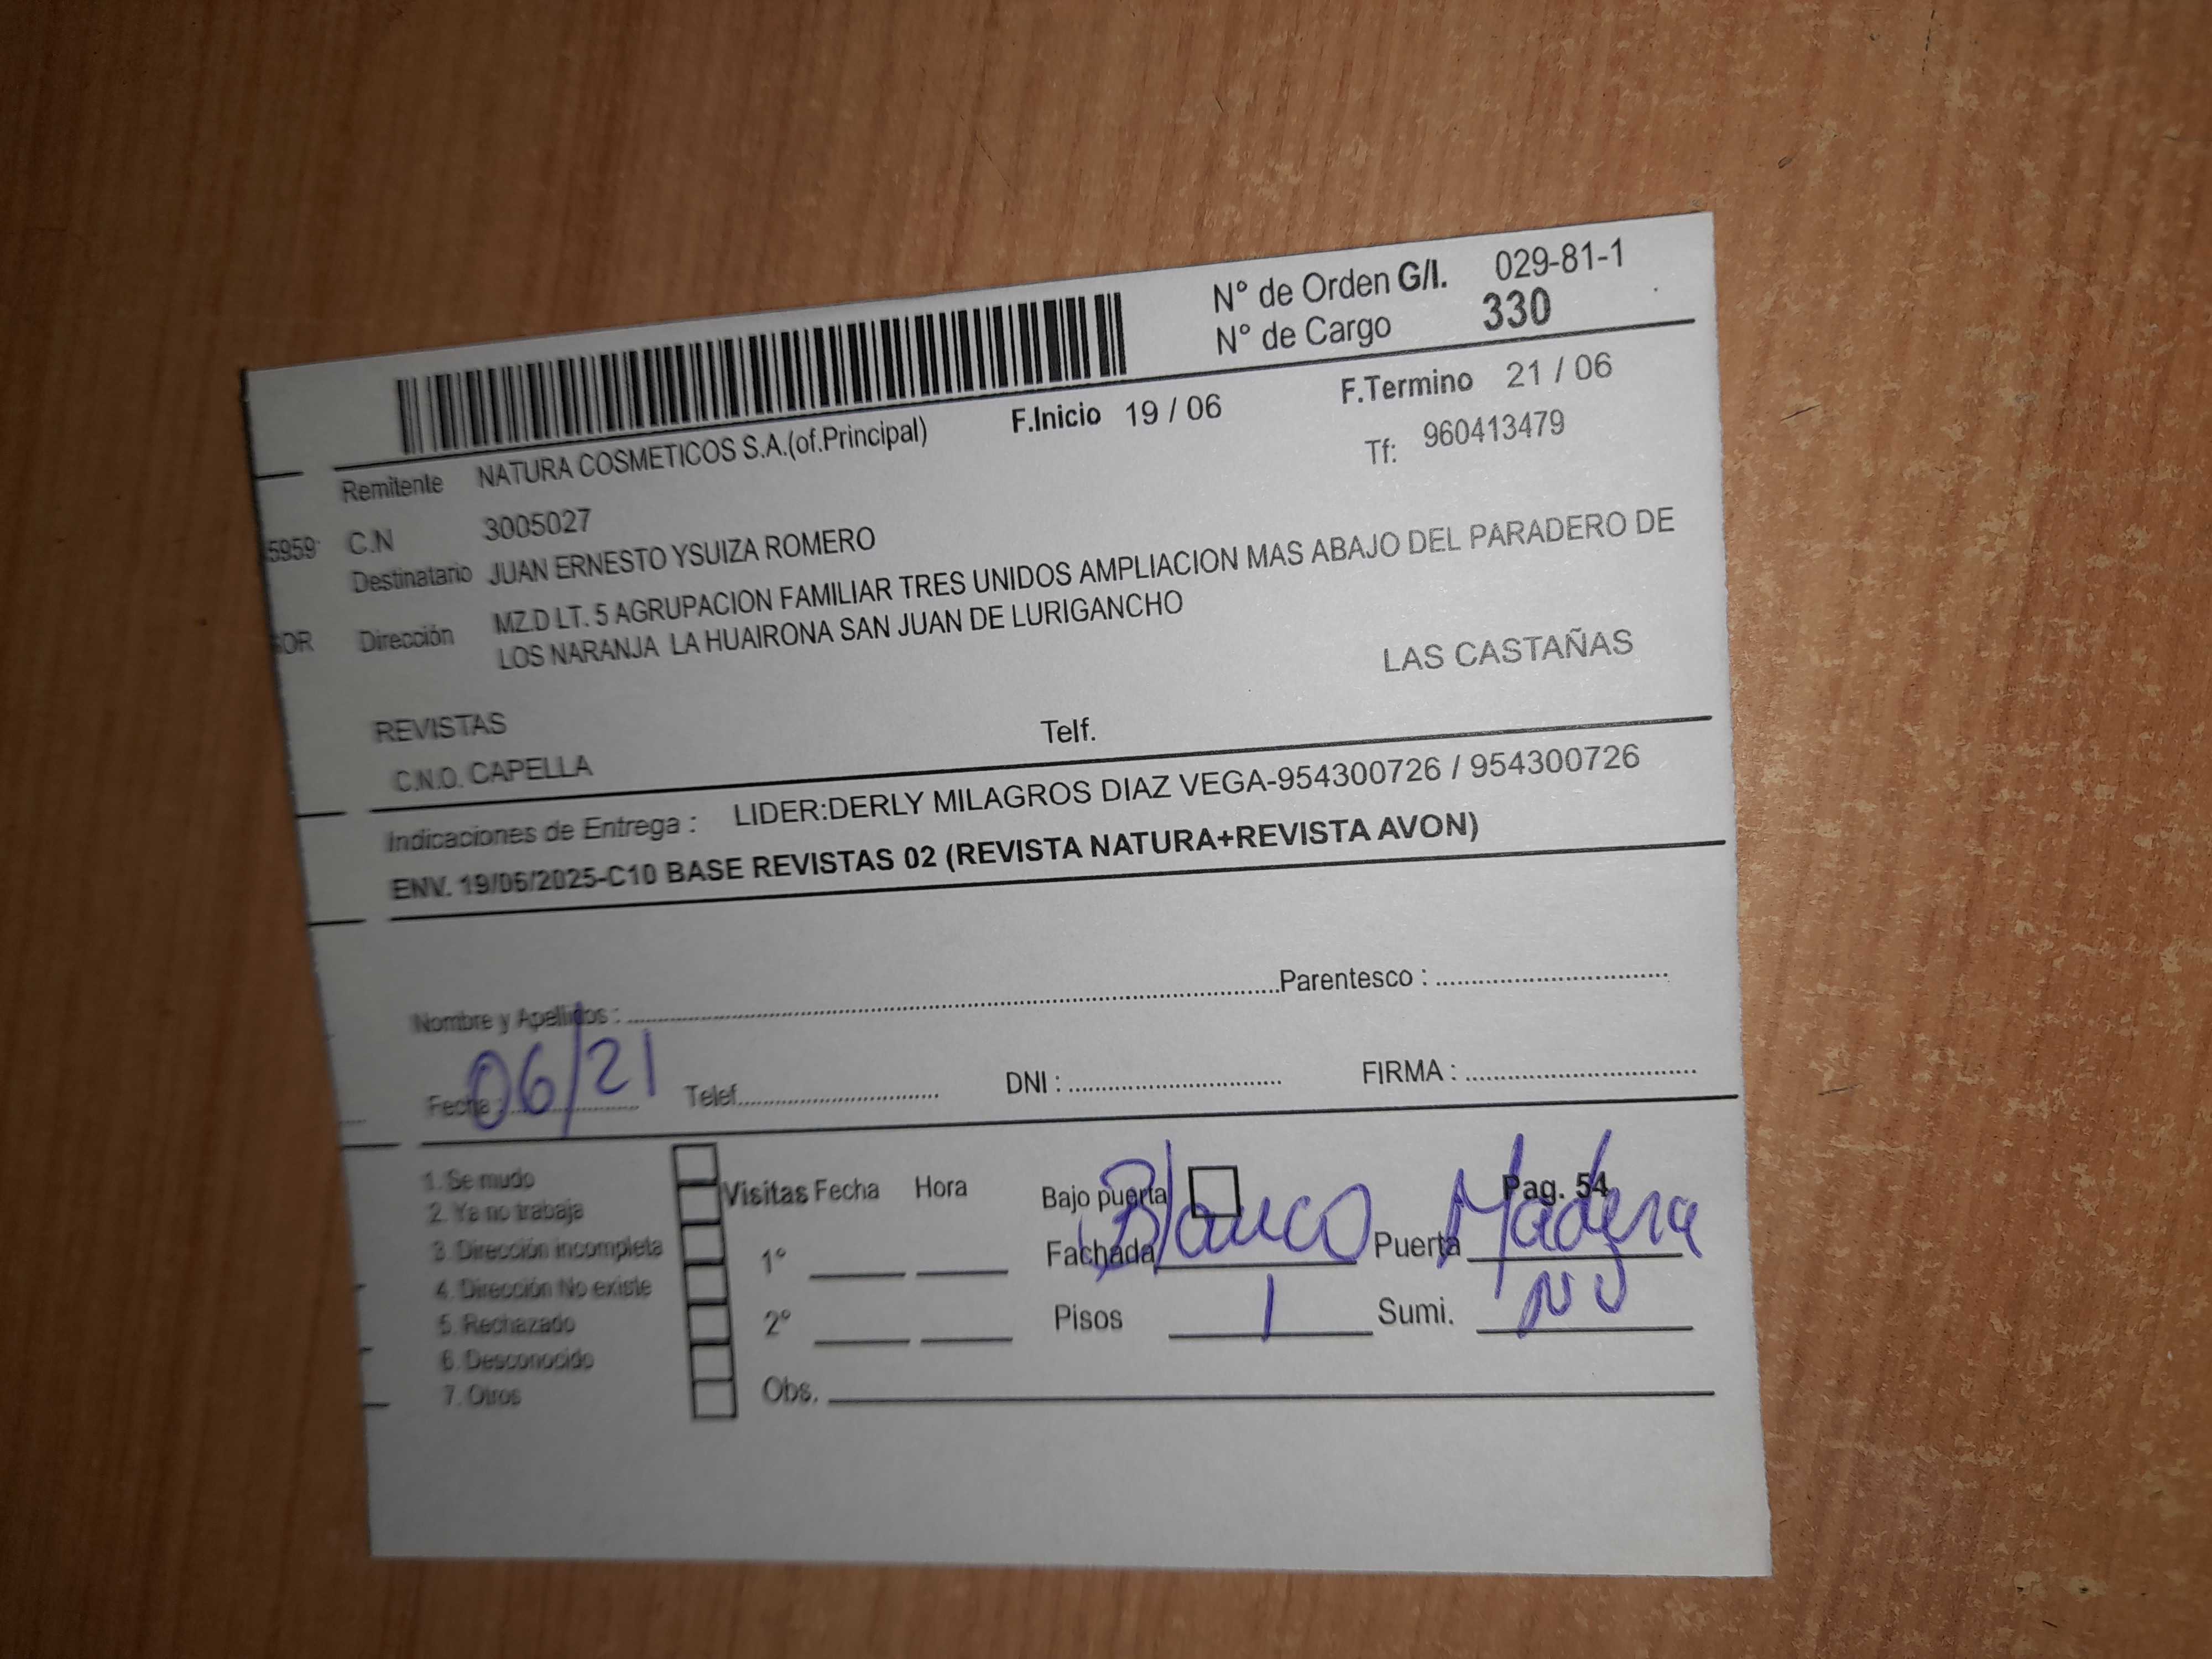 N° de Orden G/I. 029-81-1
N° de Cargo 330
F.Inicio 19 / 06 F.Termino 21 / 06
Remitente NATURA COSMETICOS S.A.(of.Principal) Tf: 960413479
5959 C.N 3005027
Destinatario JUAN ERNESTO YSUIZA ROMERO
OR Dirección MZ.D LT. 5 AGRUPACION FAMILIAR TRES UNIDOS AMPLIACION MAS ABAJO DEL PARADERO DE
LOS NARANJA LA HUAIRONA SAN JUAN DE LURIGANCHO
LAS CASTAÑAS
REVISTAS
C.N.O. CAPELLA Telf.
Indicaciones de Entrega : LIDER:DERLY MILAGROS DIAZ VEGA-954300726 / 954300726
ENV. 19/06/2025-C10 BASE REVISTAS 02 (REVISTA NATURA+REVISTA AVON)
Nombre y Apellidos : Parentesco :
Fecha : 06/21 Telef. DNI : FIRMA :
1. Se mudo
2. Ya no trabaja
3. Dirección incompleta
4. Dirección No existe
5. Rechazado
6. Desconocido
7. Otros
Visitas Fecha Hora
1°
2°
Bajo puerta Pag. 54
Fachada Blanco Puerta Madera
Pisos 1 Sumi.
Obs.